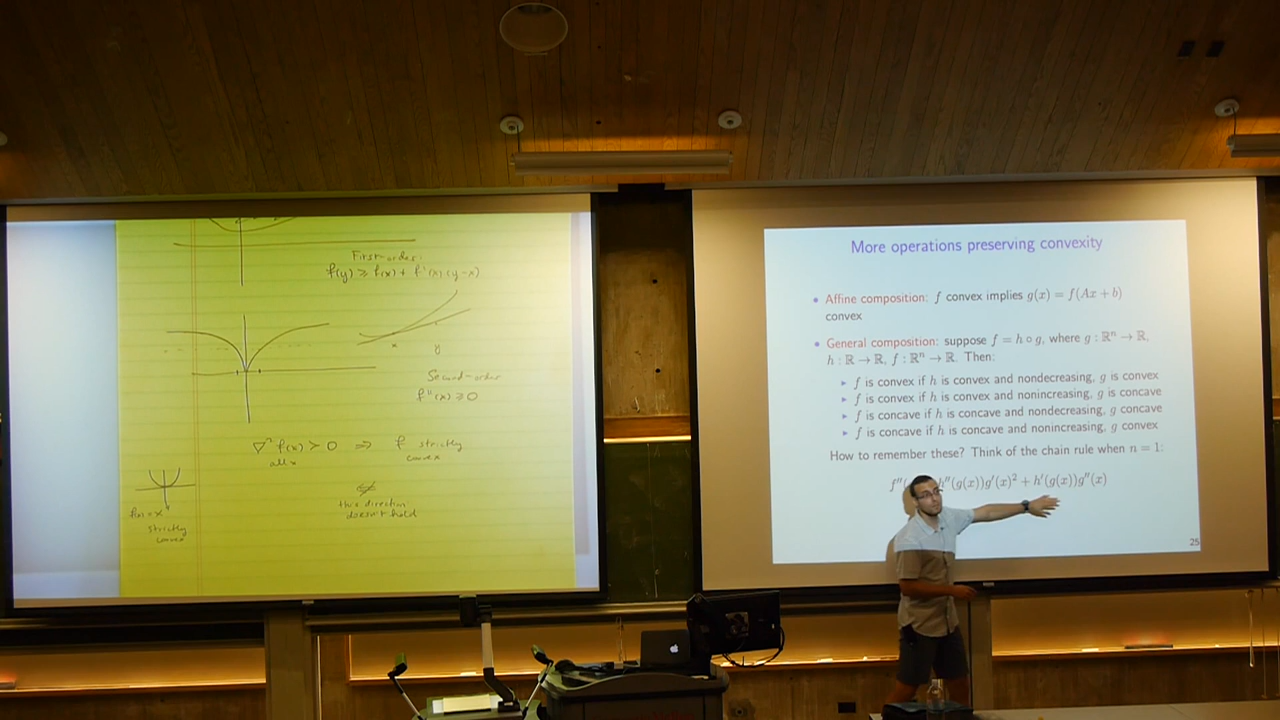 First-order:
f(y) ≥ f(x) + f'(x)(y-x)
x
y
Second-order
f''(x) ≥ 0
∇² f(x) > 0 ⇒ f strictly
all x
convex
this direction
doesn't hold
strictly
convex
More operations preserving convexity
• Affine composition: f convex implies g(x) = f(Ax + b)
convex
• General composition: suppose f = h ∘ g, where g : ℝⁿ → ℝ,
h : ℝ → ℝ, f : ℝⁿ → ℝ. Then:
▸ f is convex if h is convex and nondecreasing, g is convex
▸ f is convex if h is convex and nonincreasing, g is concave
▸ f is concave if h is concave and nondecreasing, g concave
▸ f is concave if h is concave and nonincreasing, g convex
How to remember these? Think of the chain rule when n = 1:
f''( h''(g(x))g'(x)² + h'(g(x))g''(x)
25